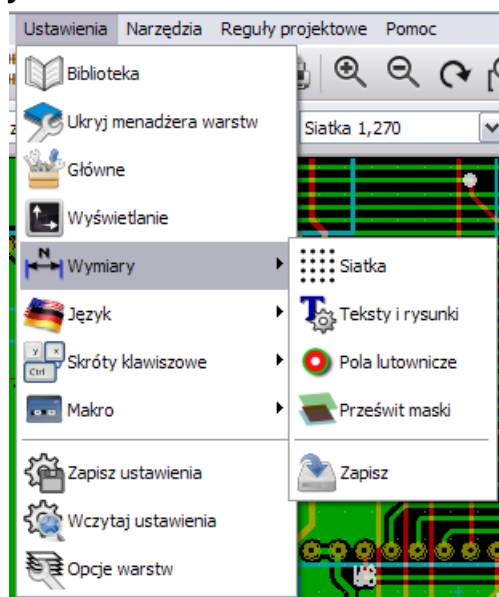 Ustawienia Narzędzia Reguły projektowe Pomoc
Biblioteka
Ukryj menadżera warstw
Siatka 1,270
Główne
Wyświetlanie
N
Wymiary
Siatka
Teksty i rysunki
Język
Pola lutownicze
y x
Ctrl
Skróty klawiszowe
Makro
Prześwit maski
Zapisz ustawienia
Zapisz
Wczytaj ustawienia
Opcje warstw